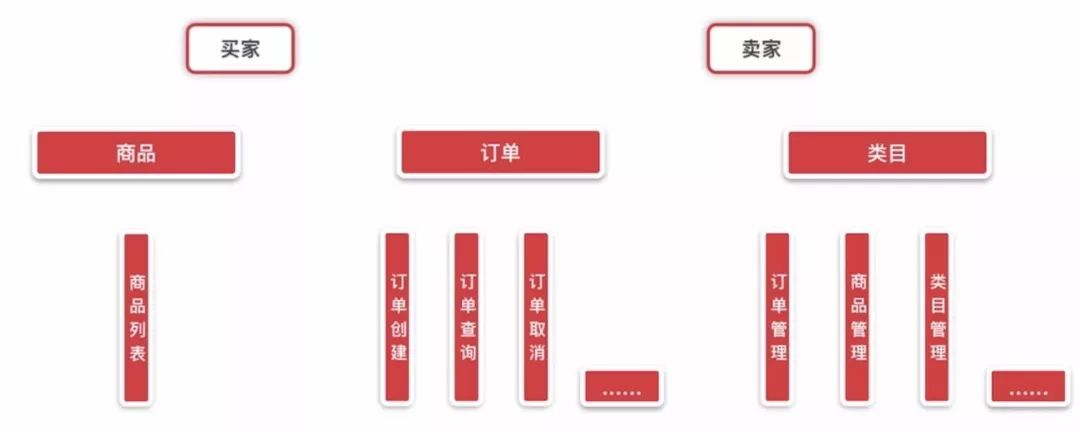 买家
卖家
商品
订单
类目
商品列表
订单创建
订单查询
订单取消
……
订单管理
商品管理
类目管理
……